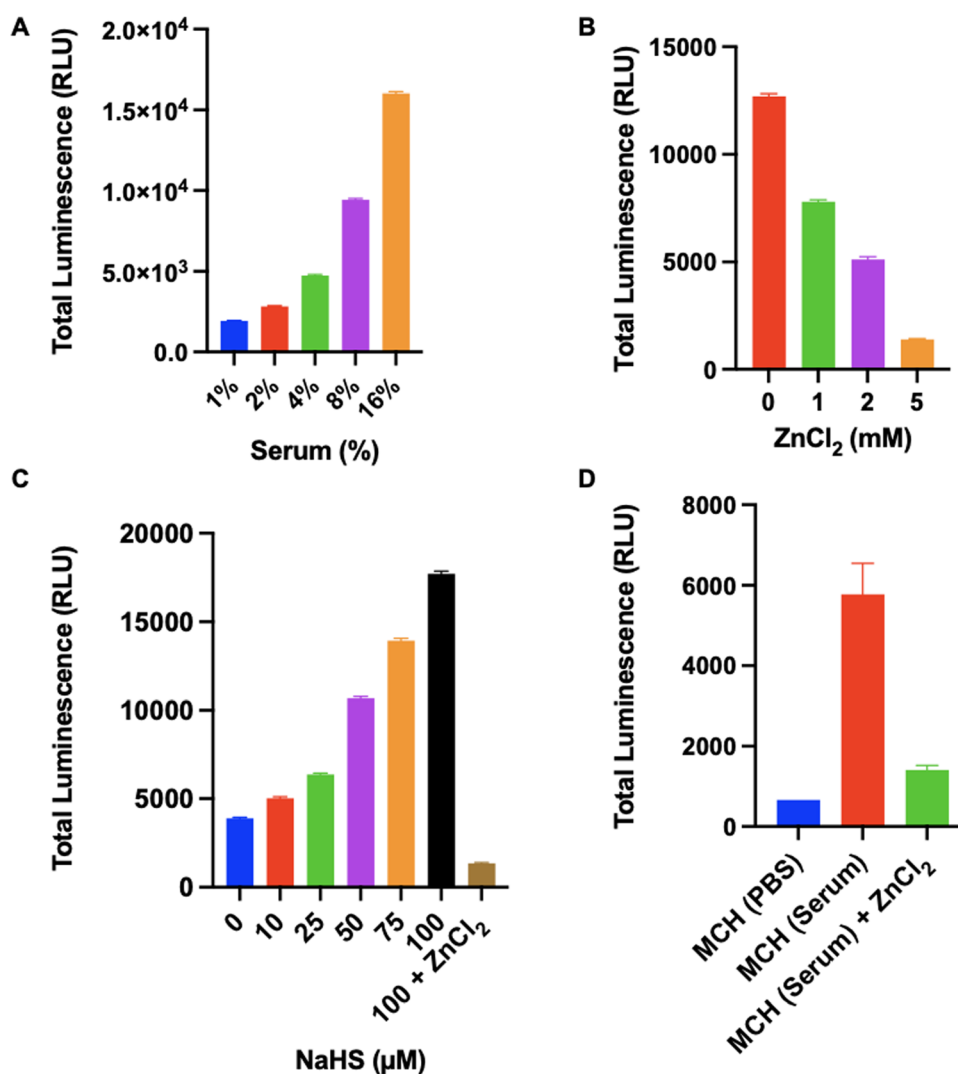 A
Total Luminescence (RLU)
2.0×10⁴
1.5×10⁴
1.0×10⁴
5.0×10³
0.0
1%
2%
4%
8%
16%
Serum (%)
B
Total Luminescence (RLU)
15000
10000
5000
0
0
1
2
5
ZnCl₂ (mM)
C
Total Luminescence (RLU)
20000
15000
10000
5000
0
0
10
25
50
75
100
100 + ZnCl₂
NaHS (µM)
D
Total Luminescence (RLU)
8000
6000
4000
2000
0
MCH (PBS)
MCH (Serum)
MCH (Serum) + ZnCl₂